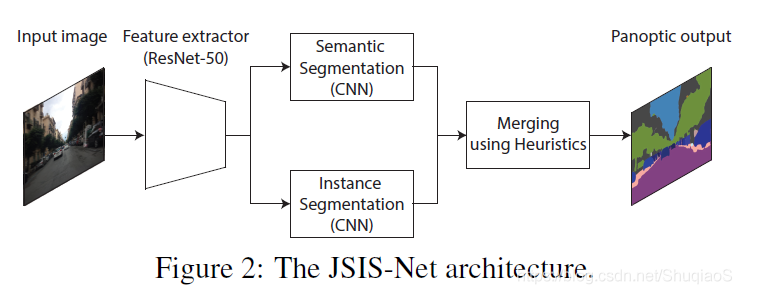 Input image
Feature extractor
(ResNet-50)
Semantic
Segmentation
(CNN)
Instance
Segmentation
(CNN)
Merging
using Heuristics
Panoptic output
Figure 2: The JSIS-Net architecture.
https://blog.csdn.net/ShuqiaoS